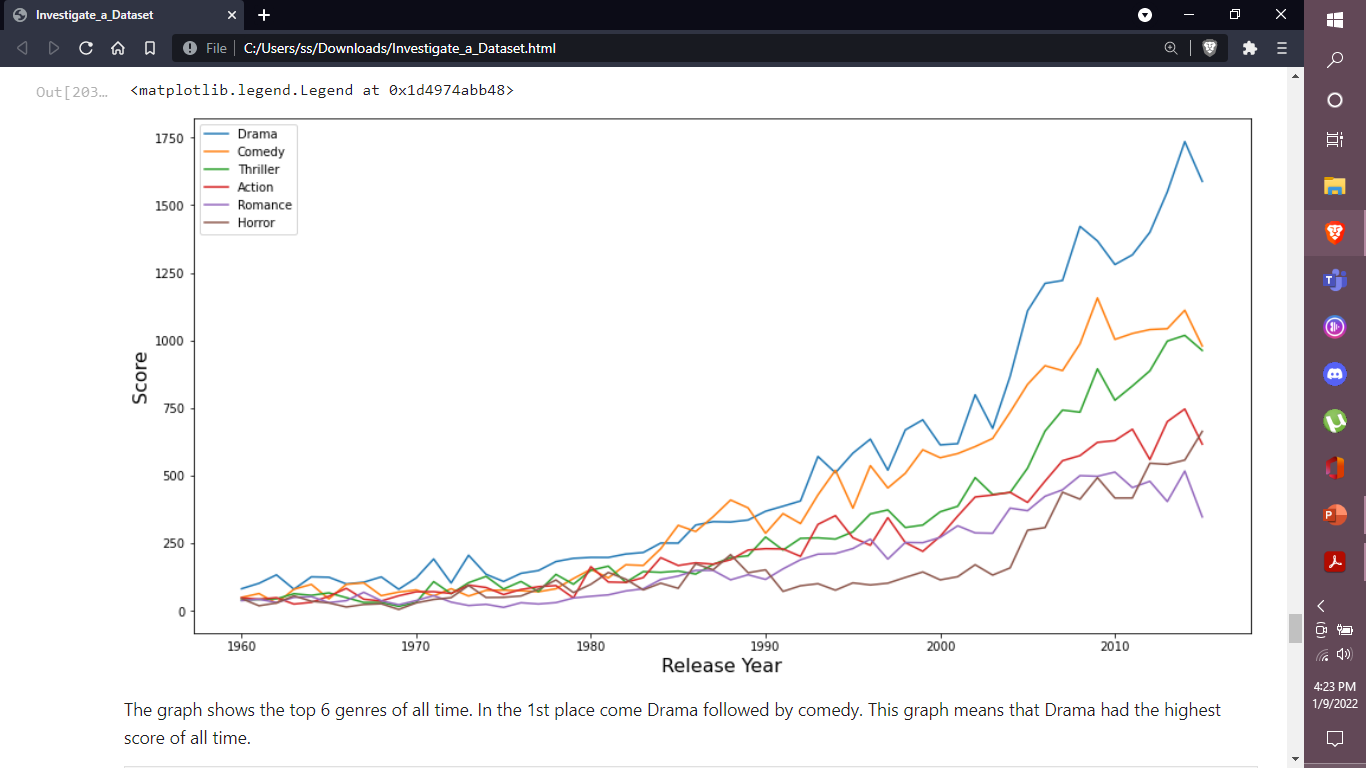 Investigate_a_Dataset
File C:/Users/ss/Downloads/Investigate_a_Dataset.html
Out[203… <matplotlib.legend.Legend at 0x1d4974abb48>
Drama
Comedy
Thriller
Action
Romance
Horror
1750
1500
1250
1000
750
500
250
0
Score
1960 1970 1980 1990 2000 2010
Release Year
The graph shows the top 6 genres of all time. In the 1st place come Drama followed by comedy. This graph means that Drama had the highest
score of all time.
4:23 PM
1/9/2022